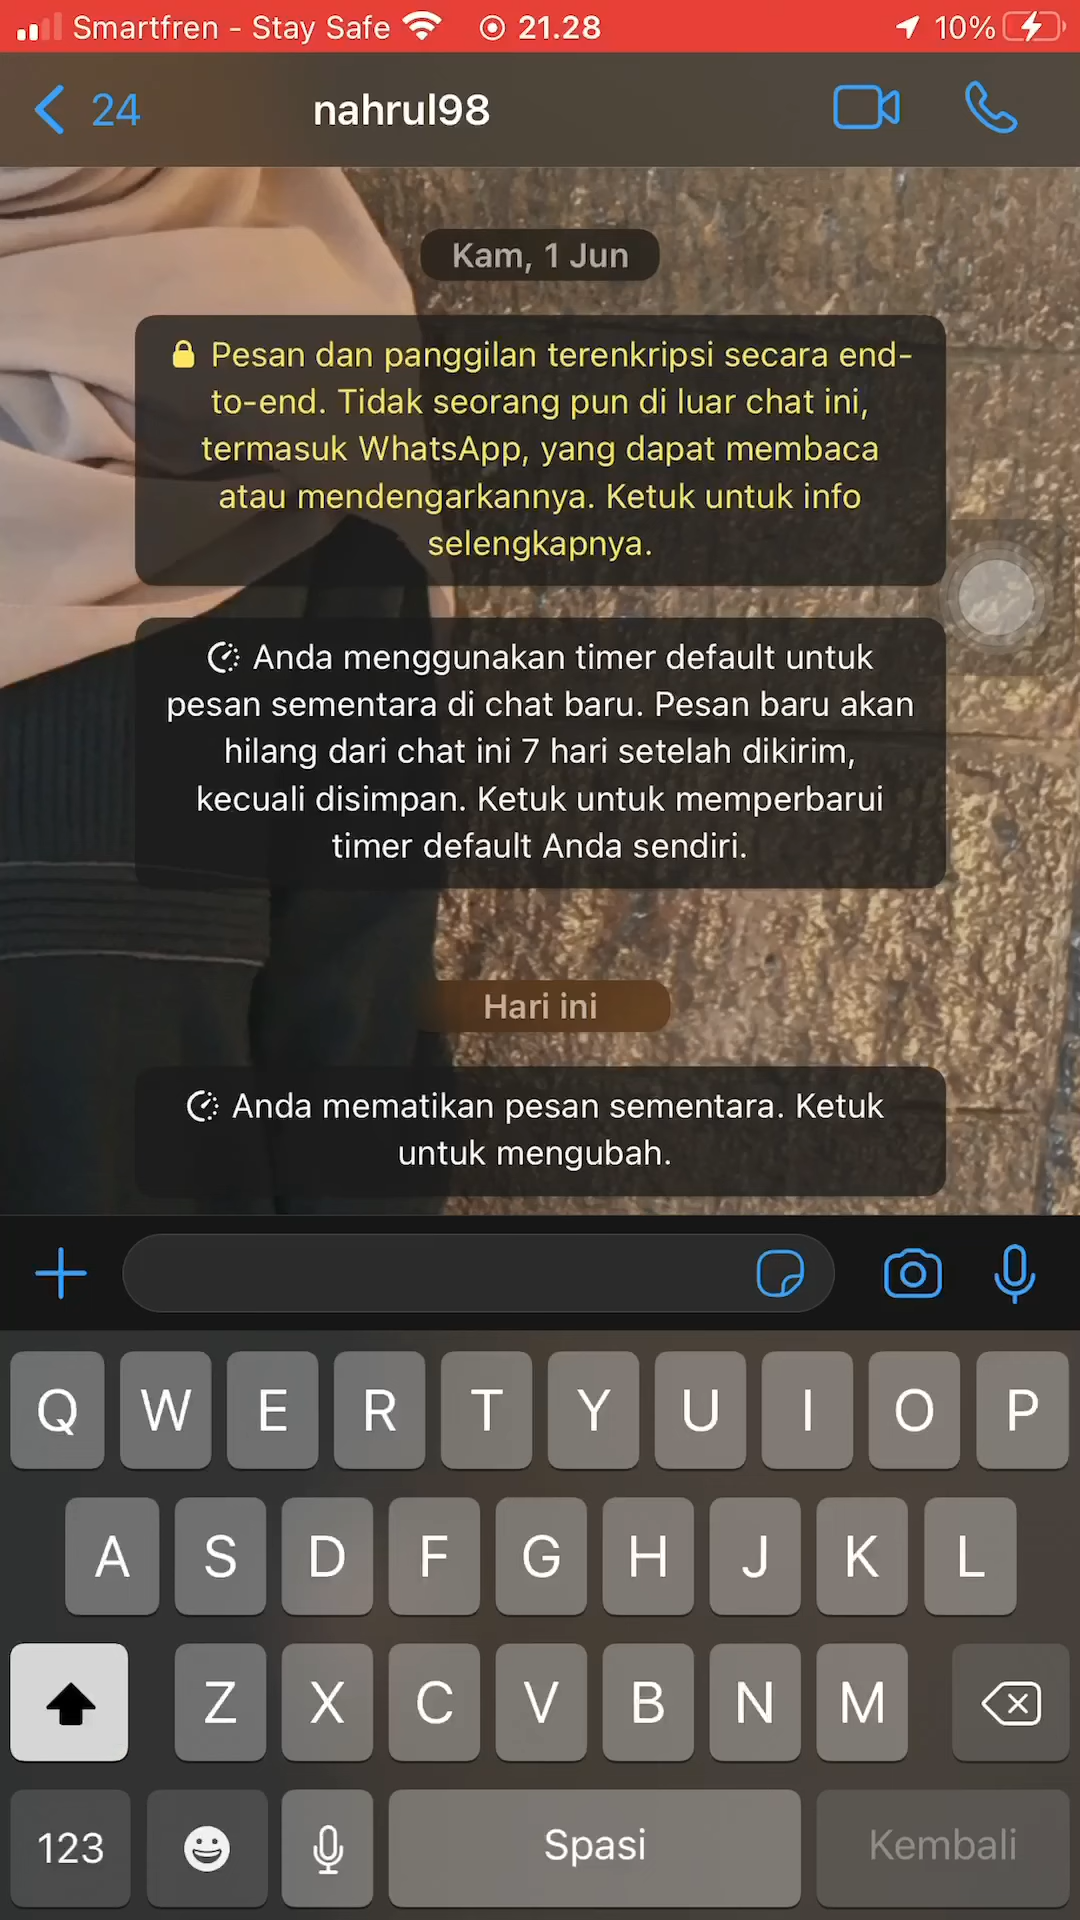 Smartfren - Stay Safe 21.28 10%
24 nahrul98
Kam, 1 Jun
Pesan dan panggilan terenkripsi secara end-
to-end. Tidak seorang pun di luar chat ini,
termasuk WhatsApp, yang dapat membaca
atau mendengarkannya. Ketuk untuk info
selengkapnya.
Anda menggunakan timer default untuk
pesan sementara di chat baru. Pesan baru akan
hilang dari chat ini 7 hari setelah dikirim,
kecuali disimpan. Ketuk untuk memperbarui
timer default Anda sendiri.
Hari ini
Anda mematikan pesan sementara. Ketuk
untuk mengubah.
Q W E R T Y U I O P
A S D F G H J K L
Z X C V B N M
123 Spasi Kembali